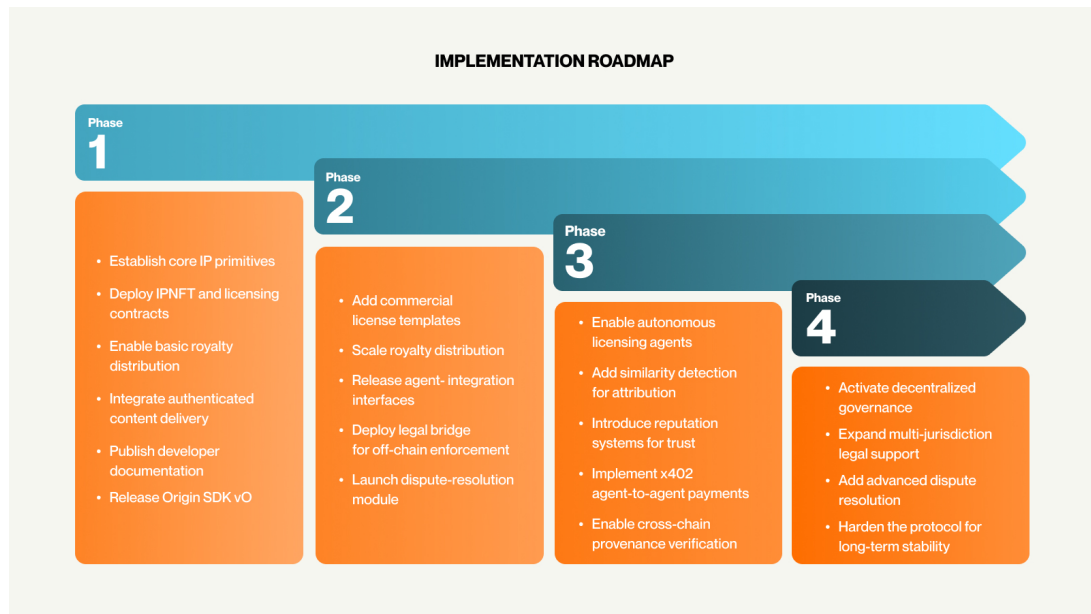 IMPLEMENTATION ROADMAP
Phase
1
• Establish core IP primitives
• Deploy IPNFT and licensing
contracts
• Enable basic royalty
distribution
• Integrate authenticated
content delivery
• Publish developer
documentation
• Release Origin SDK vO
Phase
2
• Add commercial
license templates
• Scale royalty distribution
• Release agent- integration
interfaces
• Deploy legal bridge
for off-chain enforcement
• Launch dispute-resolution
module
Phase
3
• Enable autonomous
licensing agents
• Add similarity detection
for attribution
• Introduce reputation
systems for trust
• Implement x402
agent-to-agent payments
• Enable cross-chain
provenance verification
Phase
4
• Activate decentralized
governance
• Expand multi-jurisdiction
legal support
• Add advanced dispute
resolution
• Harden the protocol for
long-term stability